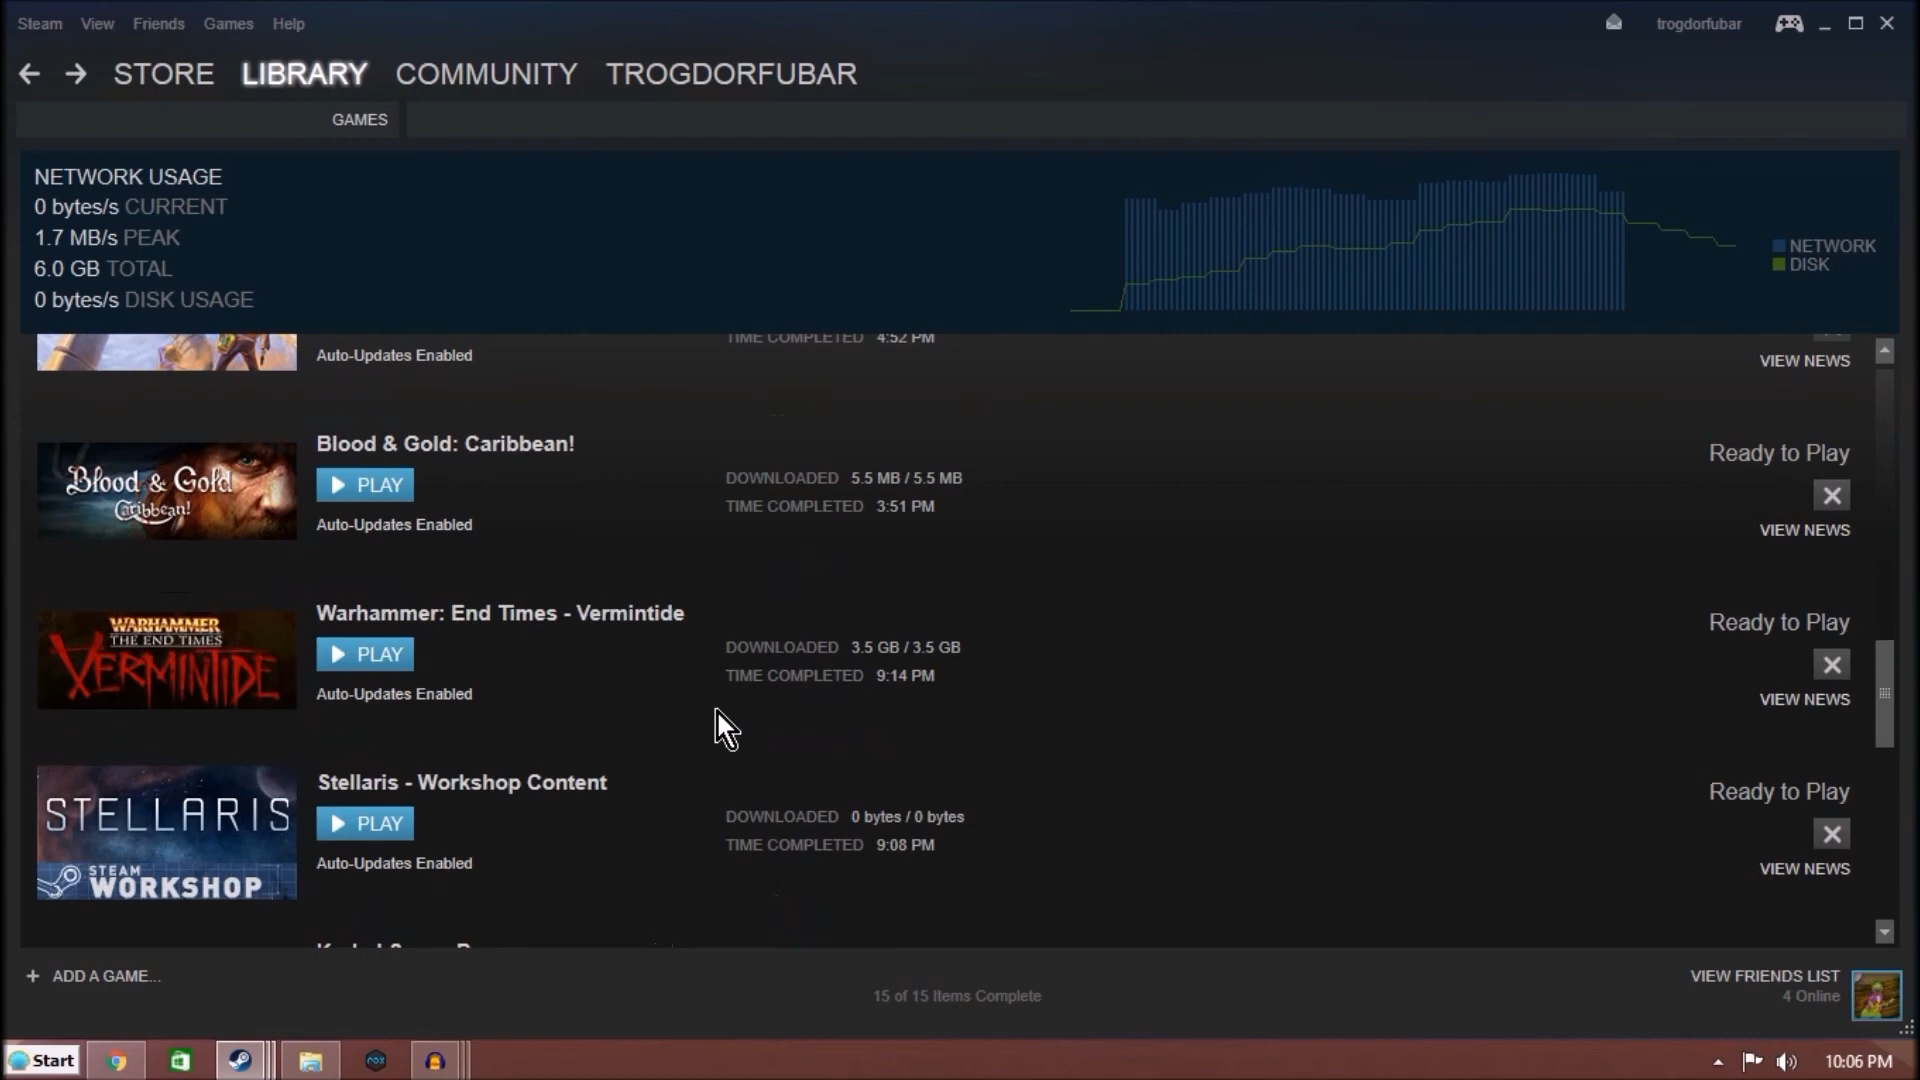 Steam View Friends Games Help
trogdorfubar
STORE LIBRARY COMMUNITY TROGDORFUBAR
GAMES
NETWORK USAGE
0 bytes/s CURRENT
1.7 MB/s PEAK
6.0 GB TOTAL
0 bytes/s DISK USAGE
NETWORK
DISK
TIME COMPLETED 4:52 PM
Auto-Updates Enabled
VIEW NEWS
Blood & Gold
Caribbean!
Blood & Gold: Caribbean!
PLAY
Auto-Updates Enabled
DOWNLOADED 5.5 MB / 5.5 MB
TIME COMPLETED 3:51 PM
Ready to Play
VIEW NEWS
WARHAMMER
THE END TIMES
VERMINTIDE
Warhammer: End Times - Vermintide
PLAY
Auto-Updates Enabled
DOWNLOADED 3.5 GB / 3.5 GB
TIME COMPLETED 9:14 PM
Ready to Play
VIEW NEWS
STELLARIS
STEAM
WORKSHOP
Stellaris - Workshop Content
PLAY
Auto-Updates Enabled
DOWNLOADED 0 bytes / 0 bytes
TIME COMPLETED 9:08 PM
Ready to Play
VIEW NEWS
+ ADD A GAME...
15 of 15 Items Complete
VIEW FRIENDS LIST
4 Online
Start
nox
10:06 PM